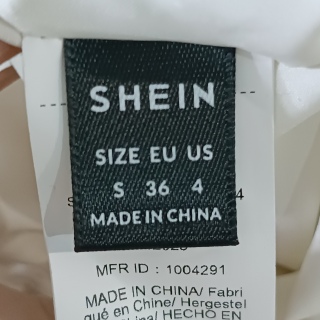 SHEIN
SIZE EU US
S 36 4
MADE IN CHINA
MFR ID : 1004291
MADE IN CHINA/ Fabri
qué en Chine/ Hergestel
HECHO EN